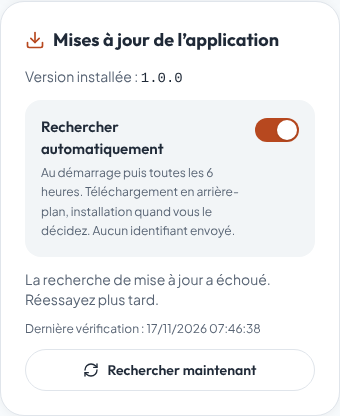 Mises à jour de l’application
Version installée : 1.0.0
Rechercher
automatiquement
Au démarrage puis toutes les 6
heures. Téléchargement en arrière-
plan, installation quand vous le
décidez. Aucun identifiant envoyé.
La recherche de mise à jour a échoué.
Réessayez plus tard.
Dernière vérification : 17/11/2026 07:46:38
Rechercher maintenant